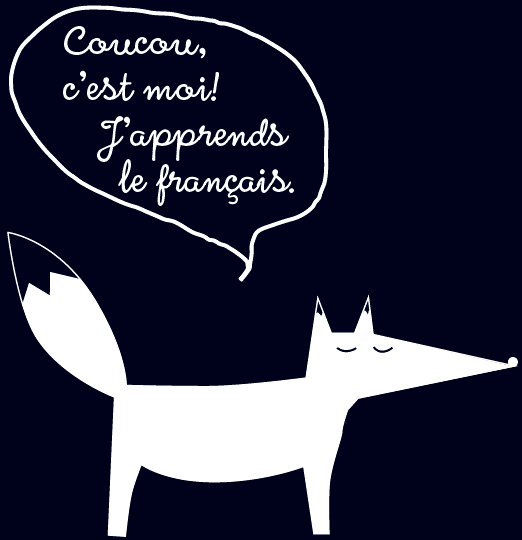 Coucou,
c'est moi!
J'apprends
le français.